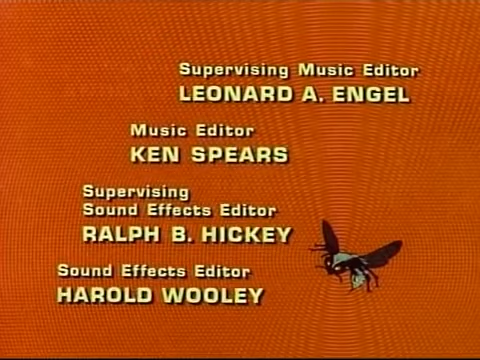 Supervising Music Editor
LEONARD A. ENGEL
Music Editor
KEN SPEARS
Supervising
Sound Effects Editor
RALPH B. HICKEY
Sound Effects Editor
HAROLD WOOLEY